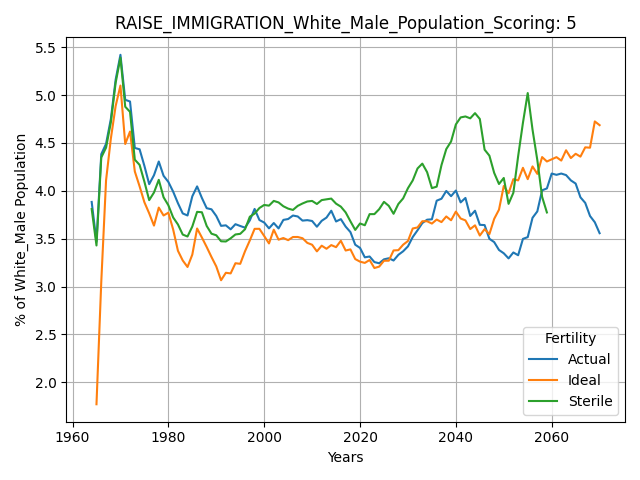 RAISE_IMMIGRATION_White_Male_Population_Scoring: 5
% of White_Male Population
5.5
5.0
4.5
4.0
3.5
3.0
2.5
2.0
Fertility
Actual
Ideal
Sterile
1960 1980 2000 2020 2040 2060
Years